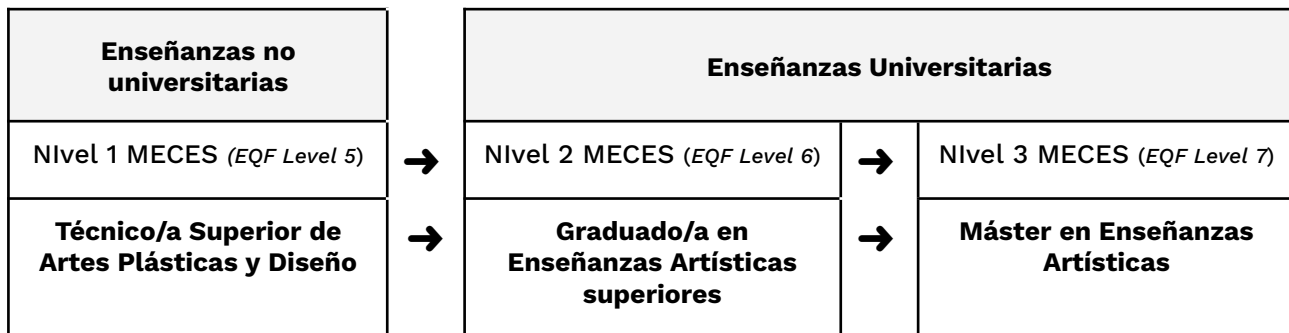 Enseñanzas no
universitarias
Enseñanzas Universitarias
NIvel 1 MECES (EQF Level 5) ➜ NIvel 2 MECES (EQF Level 6) ➜ NIvel 3 MECES (EQF Level 7)
Técnico/a Superior de
Artes Plásticas y Diseño
➜
Graduado/a en
Enseñanzas Artísticas
superiores
➜
Máster en Enseñanzas
Artísticas